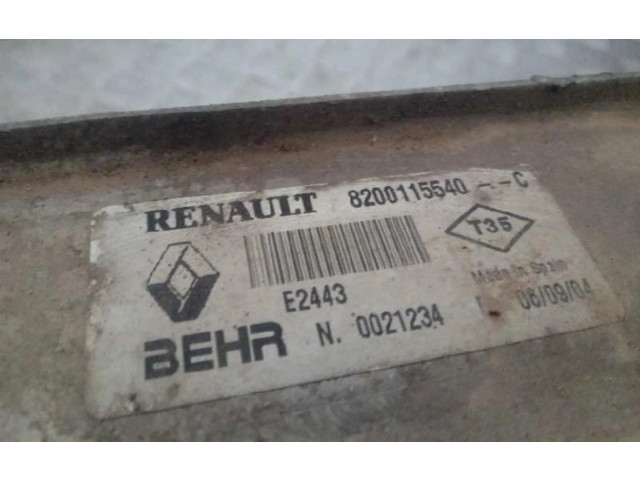 RENAULT 8200115540 - - C
T35
Made in Spain
E2443
BEHR N. 0021234 06/09/04